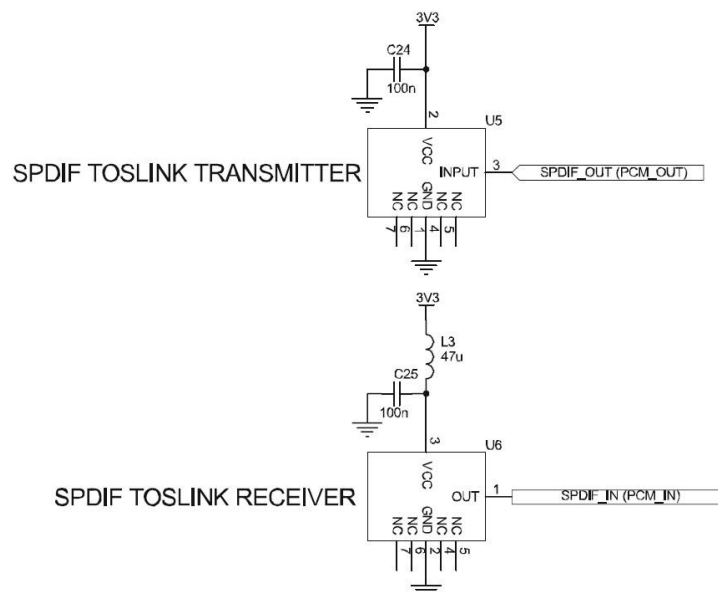 3V3
C24
100n
2
U5
VCC
SPDIF TOSLINK TRANSMITTER
INPUT
3
SPDIF_OUT (PCM_OUT)
NC NC GND NC NC
7 6 1 4 5
3V3
L3
47u
C25
100n
3
U6
VCC
SPDIF TOSLINK RECEIVER
OUT
1
SPDIF_IN (PCM_IN)
NC NC GND NC NC
7 6 2 4 5